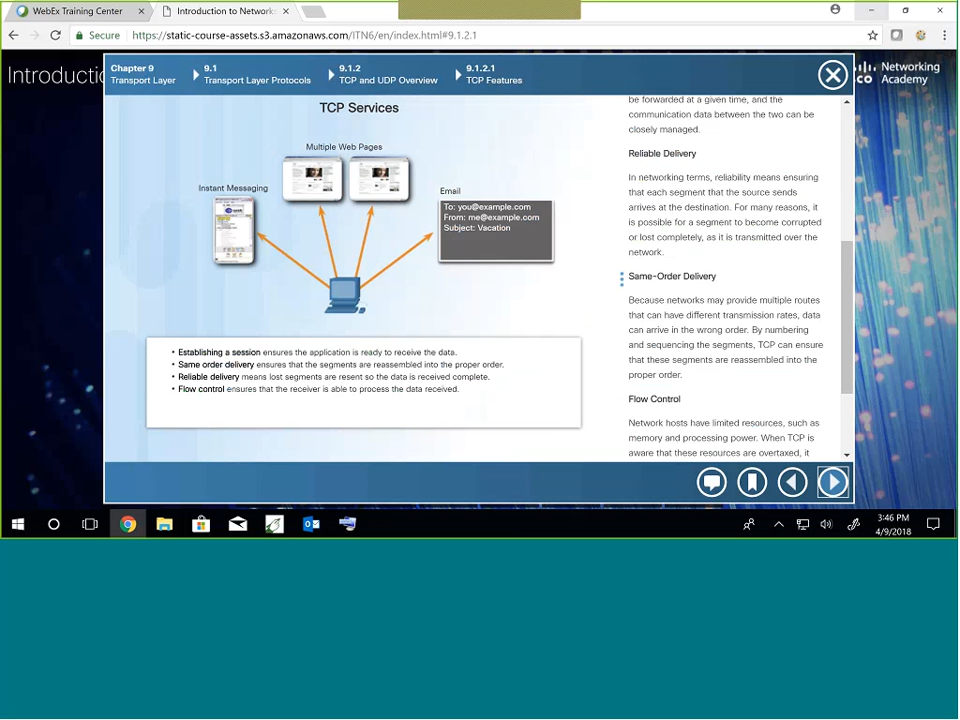 WebEx Training Center
Introduction to Network
Secure
https://static-course-assets.s3.amazonaws.com/ITN6/en/index.html#9.1.2.1
Introductio
Networking
Academy
co
Chapter 9
Transport Layer
9.1
Transport Layer Protocols
9.1.2
TCP and UDP Overview
9.1.2.1
TCP Features
TCP Services
Multiple Web Pages
Instant Messaging
Email
To: you@example.com
From: me@example.com
Subject: Vacation
• Establishing a session ensures the application is ready to receive the data.
• Same order delivery ensures that the segments are reassembled into the proper order.
• Reliable delivery means lost segments are resent so the data is received complete.
• Flow control ensures that the receiver is able to process the data received.
be forwarded at a given time, and the
communication data between the two can be
closely managed.
Reliable Delivery
In networking terms, reliability means ensuring
that each segment that the source sends
arrives at the destination. For many reasons, it
is possible for a segment to become corrupted
or lost completely, as it is transmitted over the
network.
Same-Order Delivery
Because networks may provide multiple routes
that can have different transmission rates, data
can arrive in the wrong order. By numbering
and sequencing the segments, TCP can ensure
that these segments are reassembled into the
proper order.
Flow Control
Network hosts have limited resources, such as
memory and processing power. When TCP is
aware that these resources are overtaxed, it
3:46 PM
4/9/2018